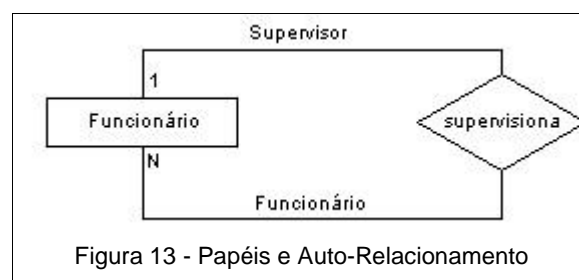 Supervisor
1
Funcionário
supervisiona
N
Funcionário
Figura 13 - Papéis e Auto-Relacionamento